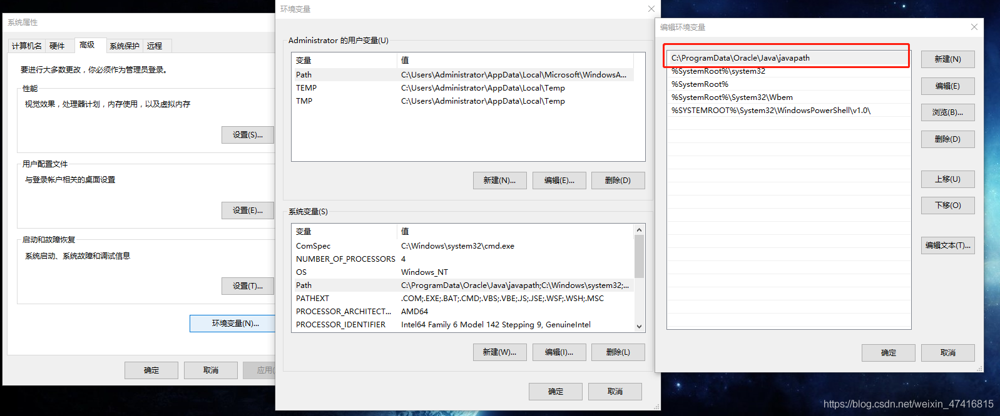 系统属性
计算机名 硬件 高级 系统保护 远程
要进行大多数更改，你必须作为管理员登录。
性能
视觉效果，处理器计划，内存使用，以及虚拟内存
设置(S)...
用户配置文件
与登录帐户相关的桌面设置
设置(E)...
启动和故障恢复
系统启动、系统故障和调试信息
设置(T)...
环境变量(N)...
确定 取消 应用(
环境变量
Administrator 的用户变量(U)
变量 值
Path C:\Users\Administrator\AppData\Local\Microsoft\WindowsA...
TEMP C:\Users\Administrator\AppData\Local\Temp
TMP C:\Users\Administrator\AppData\Local\Temp
新建(N)... 编辑(E)... 删除(D)
系统变量(S)
变量 值
ComSpec C:\Windows\system32\cmd.exe
NUMBER_OF_PROCESSORS 4
OS Windows_NT
Path C:\ProgramData\Oracle\Java\javapath;C:\Windows\system32;...
PATHEXT .COM;.EXE;.BAT;.CMD;.VBS;.VBE;.JS;.JSE;.WSF;.WSH;.MSC
PROCESSOR_ARCHITECT... AMD64
PROCESSOR_IDENTIFIER Intel64 Family 6 Model 142 Stepping 9, GenuineIntel
新建(W)... 编辑(I)... 删除(L)
确定 取消
编辑环境变量
C:\ProgramData\Oracle\Java\javapath
%SystemRoot%\system32
%SystemRoot%
%SystemRoot%\System32\Wbem
%SYSTEMROOT%\System32\WindowsPowerShell\v1.0\
新建(N)
编辑(E)
浏览(B)...
删除(D)
上移(U)
下移(O)
编辑文本(T)...
确定 取消
https://blog.csdn.net/weixin_47416815